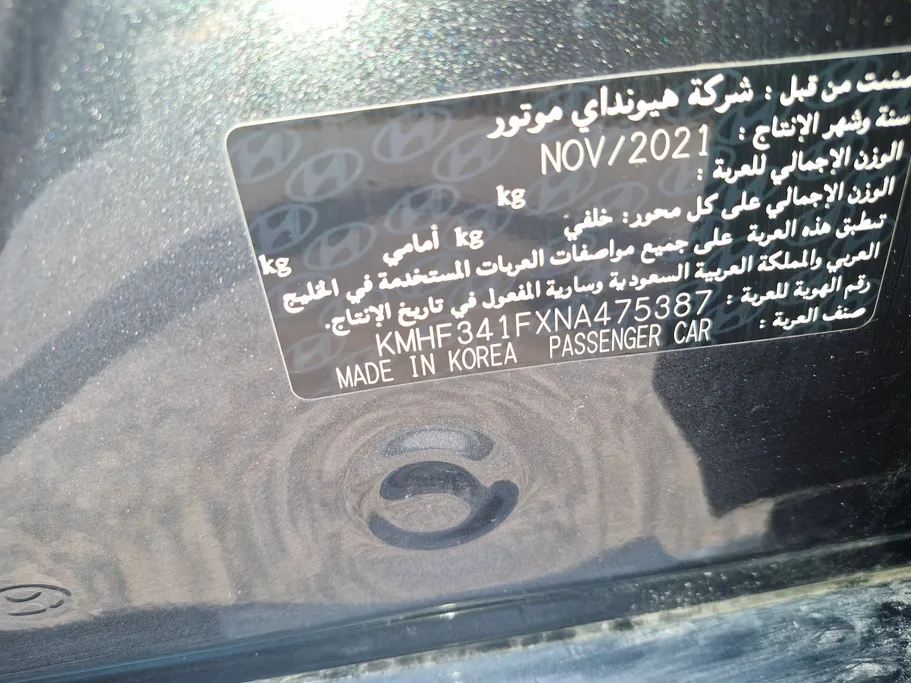 صنعت من قبل : شركة هيونداي موتور
سنة وشهر الإنتاج : NOV/2021
الوزن الإجمالي للعربة : kg
الوزن الإجمالي على كل محور: خلفي kg أمامي kg
تطبق هذه العربة على جميع مواصفات العربات المستخدمة في الخليج
العربي والمملكة العربية السعودية وسارية المفعول في تاريخ الإنتاج.
رقم الهوية للعربة : KMHF341FXNA475387
صنف العربة : PASSENGER CAR
MADE IN KOREA